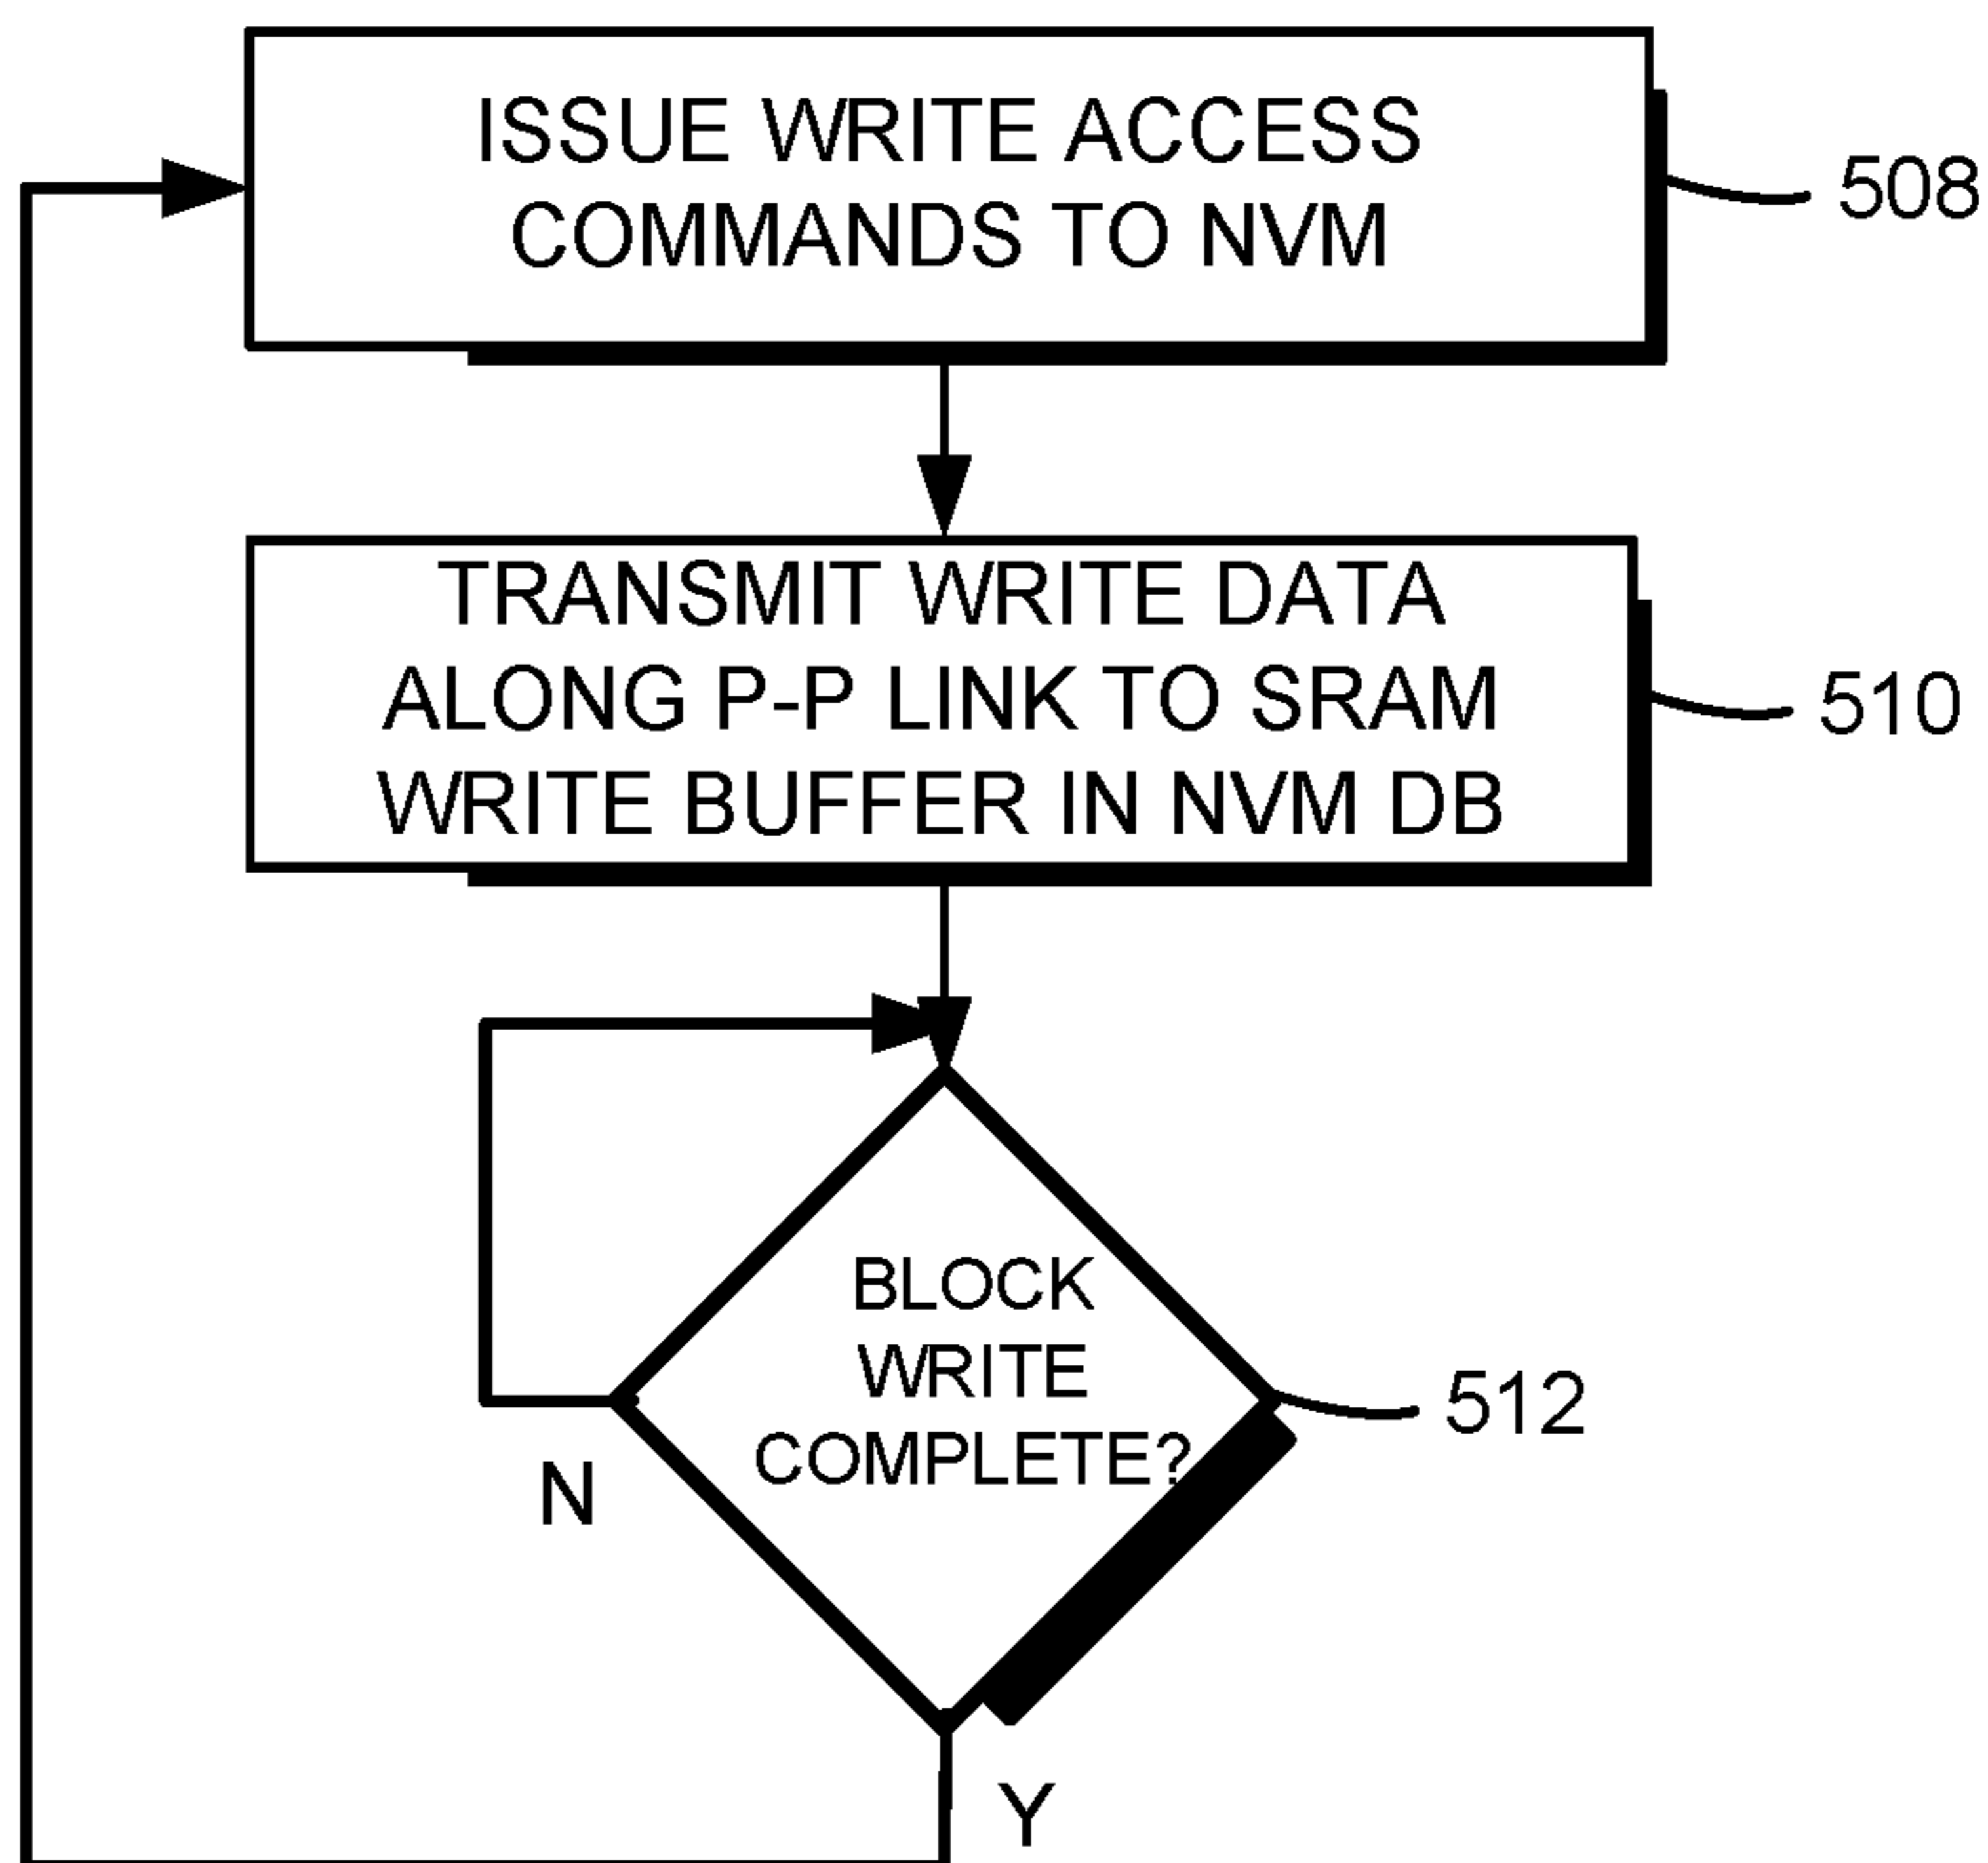 ISSUE WRITE ACCESS
COMMANDS TO NVM
508
TRANSMIT WRITE DATA
ALONG P-P LINK TO SRAM
WRITE BUFFER IN NVM DB
510
BLOCK
WRITE
COMPLETE?
512
N
Y